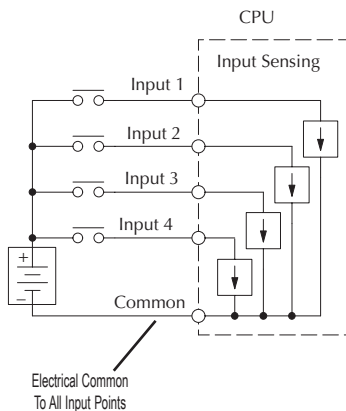 CPU
Input Sensing
Input 1
Input 2
Input 3
Input 4
+
–
Common
Electrical Common
To All Input Points